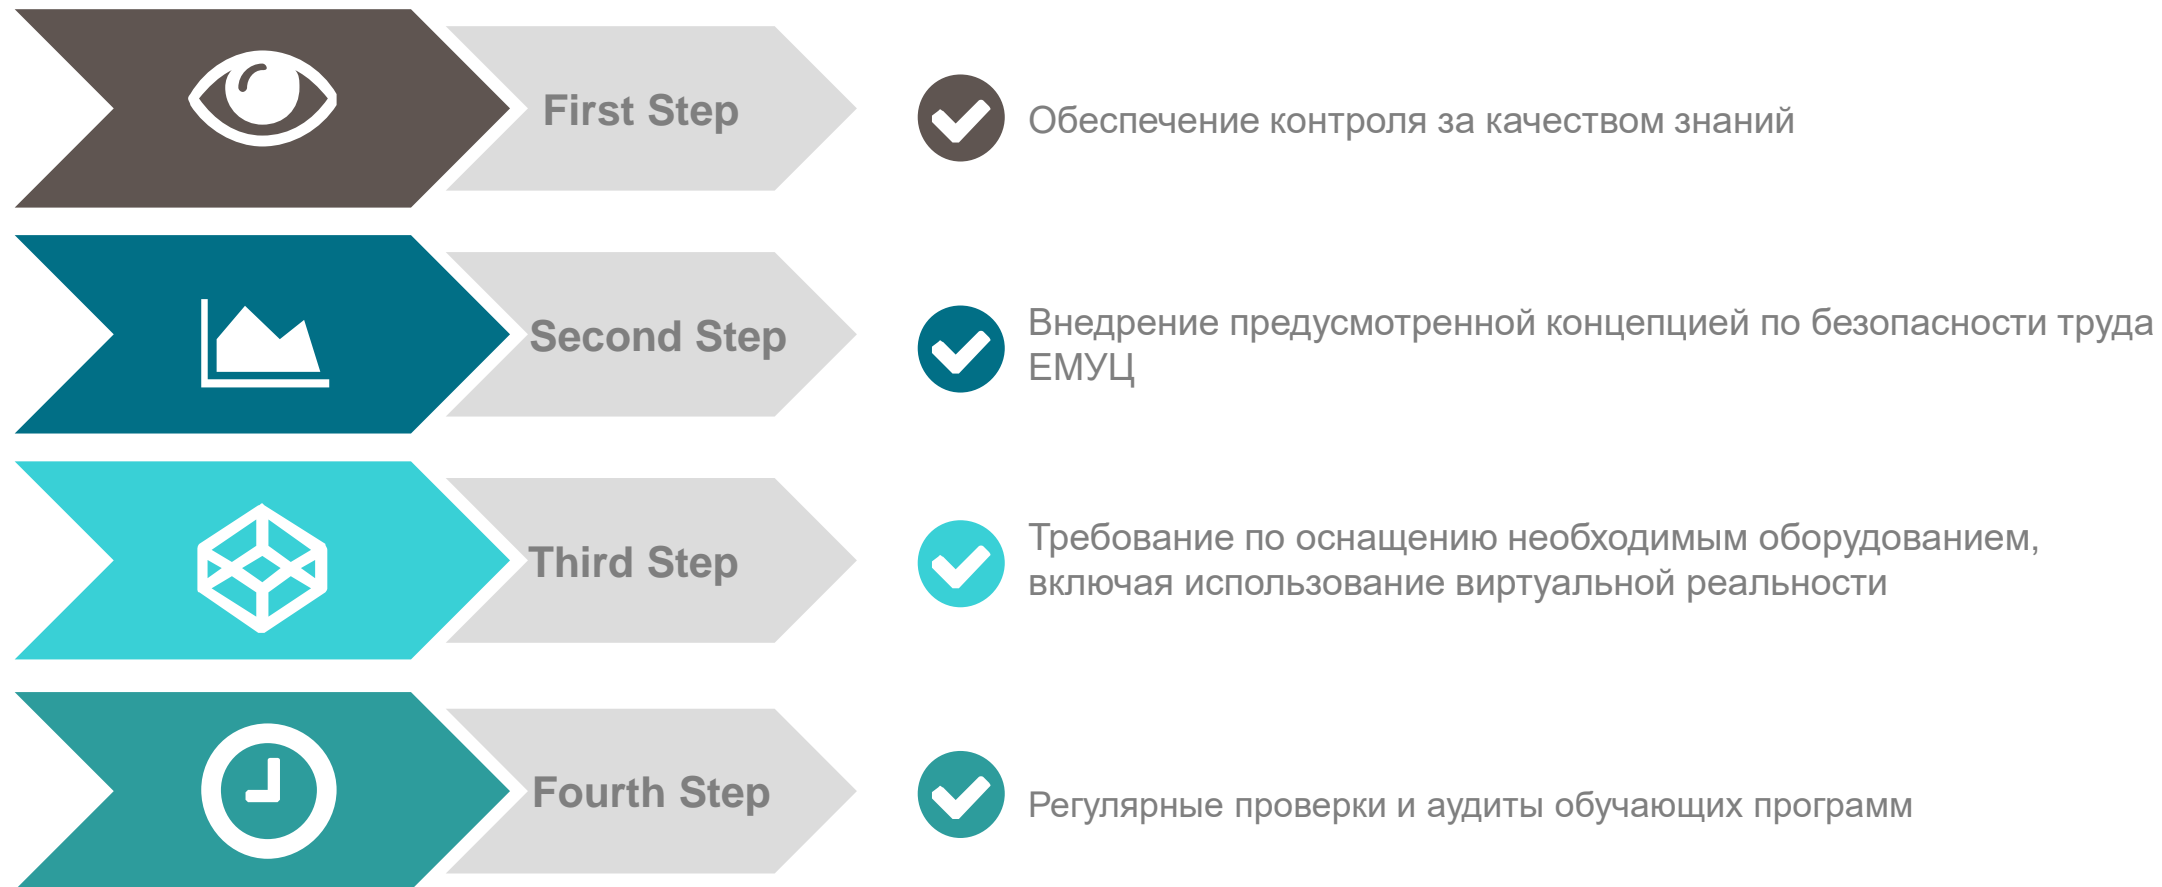 First Step
Обеспечение контроля за качеством знаний
Second Step
Внедрение предусмотренной концепцией по безопасности труда
ЕМУЦ
Third Step
Требование по оснащению необходимым оборудованием,
включая использование виртуальной реальности
Fourth Step
Регулярные проверки и аудиты обучающих программ